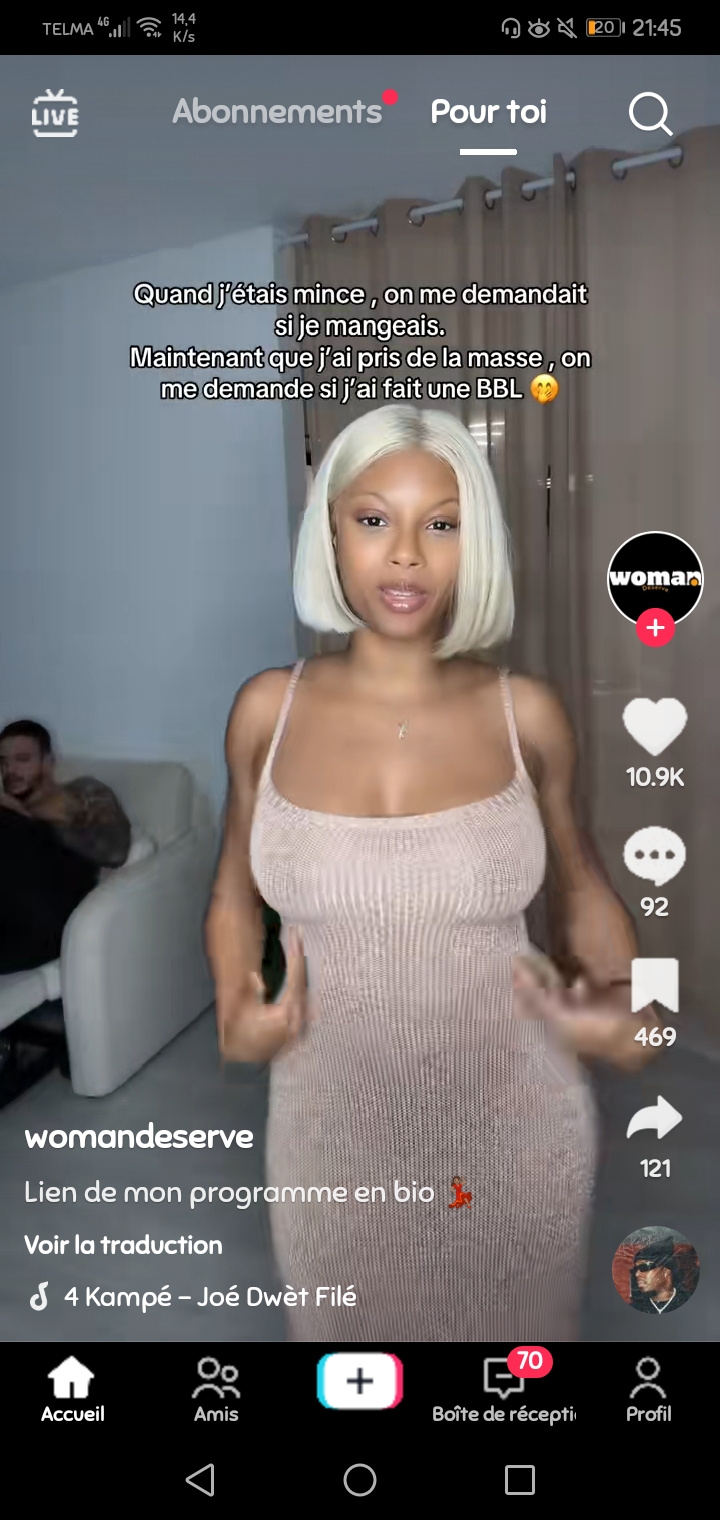 TELMA 4G 14,4 K/s 20 21:45
LIVE Abonnements Pour toi
Quand j'étais mince , on me demandait
si je mangeais.
Maintenant que j'ai pris de la masse , on
me demande si j'ai fait une BBL 🤭
woman
Deserve
10.9K
92
469
121
womandeserve
Lien de mon programme en bio 💃
Voir la traduction
4 Kampé – Joé Dwèt Filé
70
Accueil Amis Boîte de récepti Profil